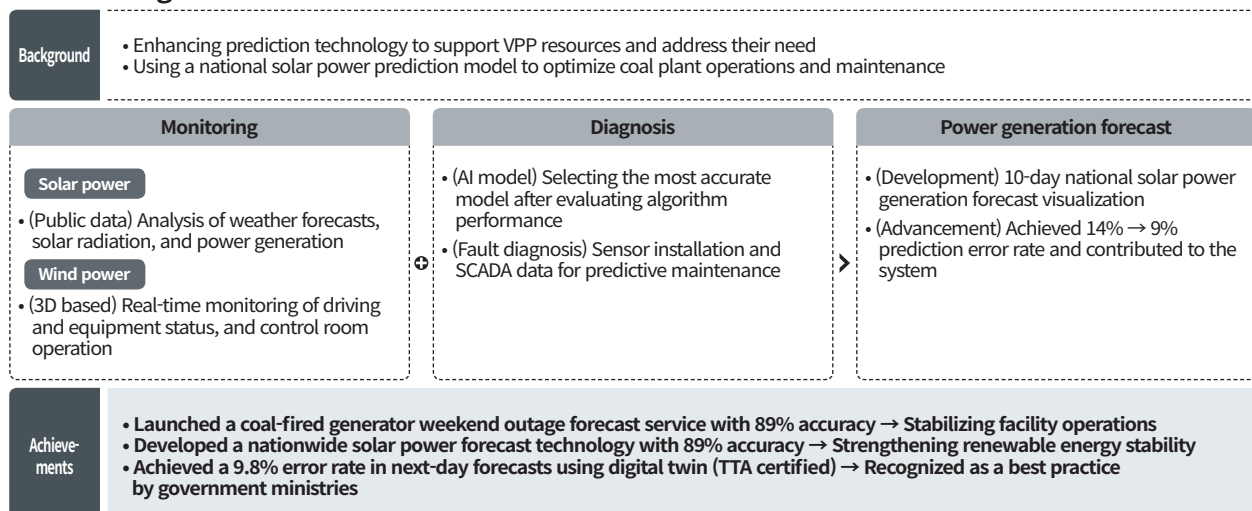 Background
• Enhancing prediction technology to support VPP resources and address their need
• Using a national solar power prediction model to optimize coal plant operations and maintenance
Monitoring
Solar power
• (Public data) Analysis of weather forecasts,
solar radiation, and power generation
Wind power
• (3D based) Real-time monitoring of driving
and equipment status, and control room
operation
Diagnosis
• (AI model) Selecting the most accurate
model after evaluating algorithm
performance
• (Fault diagnosis) Sensor installation and
SCADA data for predictive maintenance
Power generation forecast
• (Development) 10-day national solar power
generation forecast visualization
• (Advancement) Achieved 14% → 9%
prediction error rate and contributed to the
system
Achieve-
ments
• Launched a coal-fired generator weekend outage forecast service with 89% accuracy → Stabilizing facility operations
• Developed a nationwide solar power forecast technology with 89% accuracy → Strengthening renewable energy stability
• Achieved a 9.8% error rate in next-day forecasts using digital twin (TTA certified) → Recognized as a best practice
by government ministries